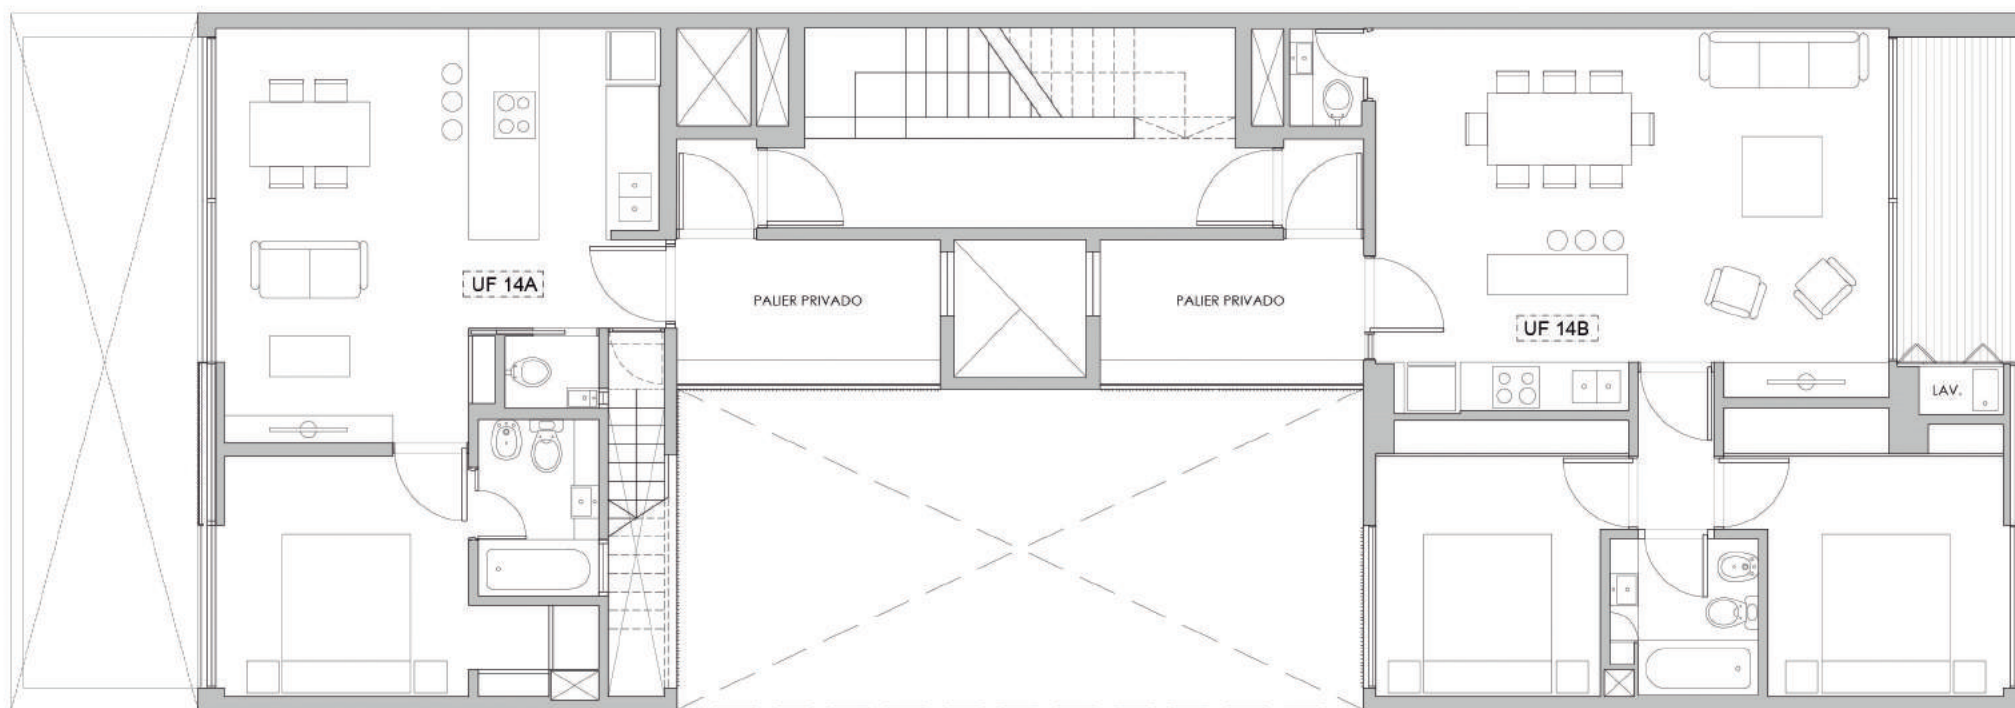 UF 14A
PALIER PRIVADO
PALIER PRIVADO
UF 14B
LAV.